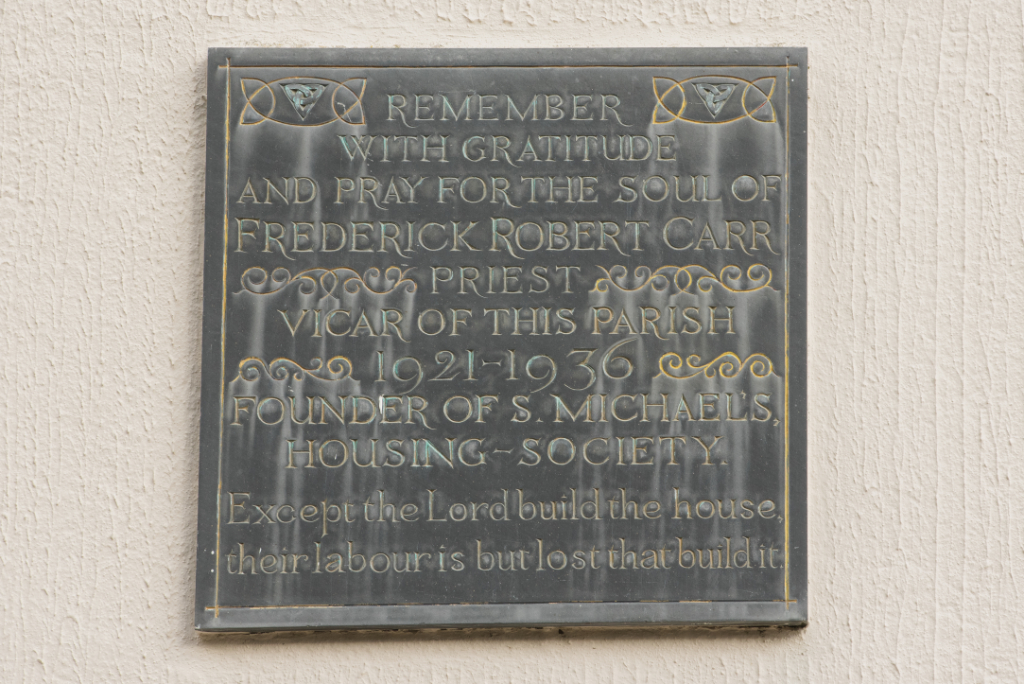 REMEMBER
WITH GRATITUDE
AND PRAY FOR THE SOUL OF
FREDERICK ROBERT CARR
PRIEST
VICAR OF THIS PARISH
1921-1936
FOUNDER OF S. MICHAEL'S,
HOUSING-SOCIETY.
Except the Lord build the house,
their labour is but lost that build it.